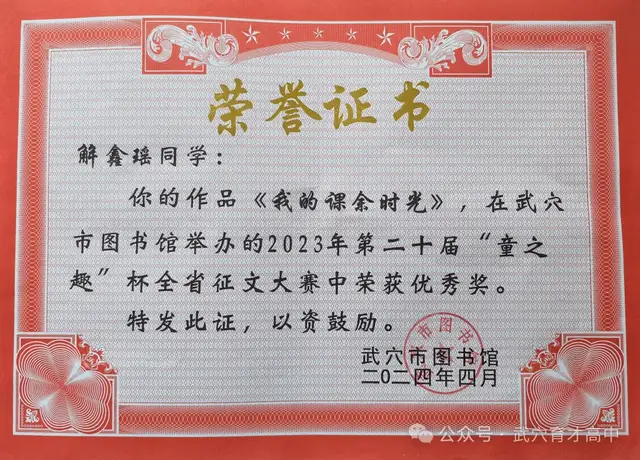 荣誉证书
解鑫瑶同学：
你的作品《我的课余时光》，在武穴
市图书馆举办的2023年第二十届“童之
趣”杯全省征文大赛中荣获优秀奖。
特发此证，以资鼓励。
武穴市图书馆
二〇二四年四月
公众号·武穴育才高中